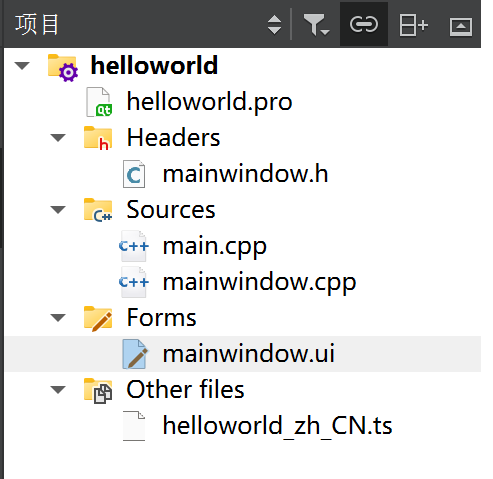 项目
helloworld
helloworld.pro
Headers
mainwindow.h
Sources
main.cpp
mainwindow.cpp
Forms
mainwindow.ui
Other files
helloworld_zh_CN.ts